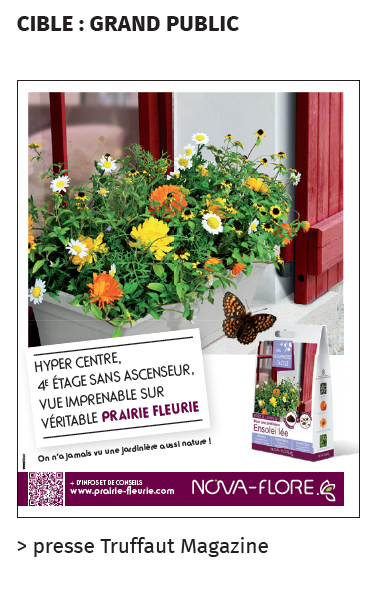 CIBLE : GRAND PUBLIC
HYPER CENTRE,
4E ÉTAGE SANS ASCENSEUR,
VUE IMPRENABLE SUR
VÉRITABLE PRAIRIE FLEURIE
On n'a jamais vu une jardinière aussi nature !
Ensoleillée
+ D'INFOS ET DE CONSEILS
www.prairie-fleurie.com
NOVA-FLORE.
> presse Truffaut Magazine